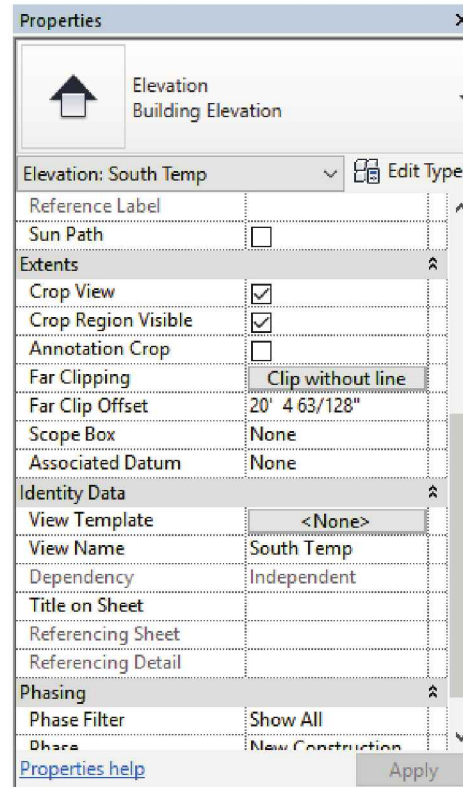 Properties
Elevation
Building Elevation
Elevation: South Temp
Edit Type
Reference Label
Sun Path
Extents
Crop View
Crop Region Visible
Annotation Crop
Far Clipping Clip without line
Far Clip Offset 20' 4 63/128"
Scope Box None
Associated Datum None
Identity Data
View Template <None>
View Name South Temp
Dependency Independent
Title on Sheet
Referencing Sheet
Referencing Detail
Phasing
Phase Filter Show All
Phase New Construction
Properties help Apply